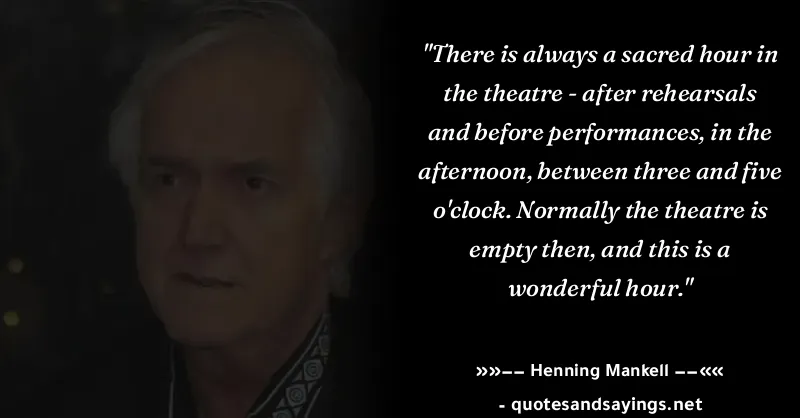 "There is always a sacred hour in
the theatre - after rehearsals
and before performances, in the
afternoon, between three and five
o'clock. Normally the theatre is
empty then, and this is a
wonderful hour."
»»−− Henning Mankell −−««
- quotesandsayings.net